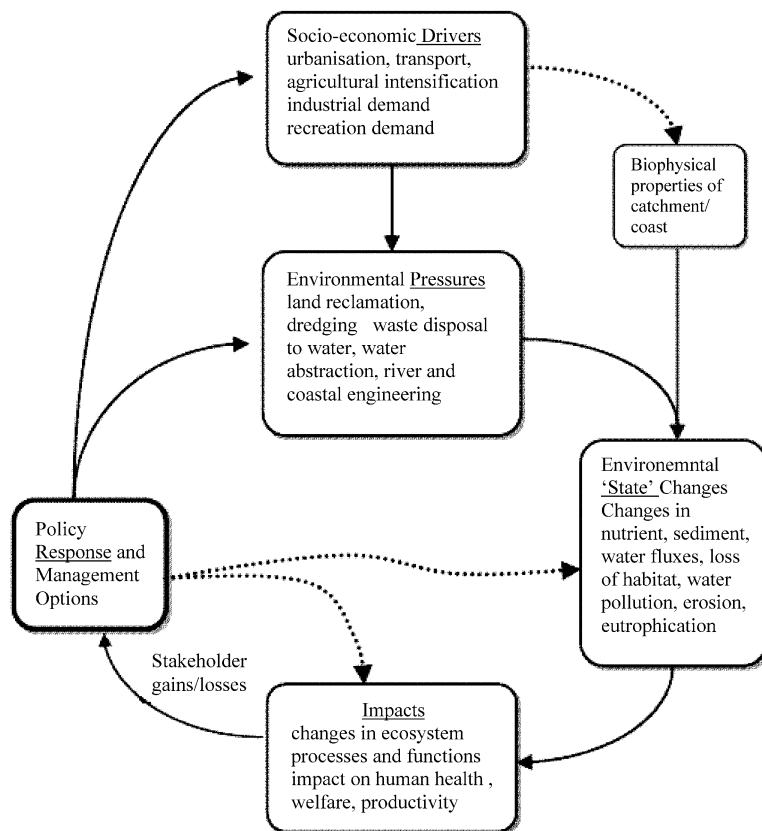 Socio-economic Drivers
urbanisation, transport,
agricultural intensification
industrial demand
recreation demand
Biophysical
properties of
catchment/
coast
Environmental Pressures
land reclamation,
dredging waste disposal
to water, water
abstraction, river and
coastal engineering
Environemntal
‘State’ Changes
Changes in
nutrient, sediment,
water fluxes, loss
of habitat, water
pollution, erosion,
eutrophication
Policy
Response and
Management
Options
Stakeholder
gains/losses
Impacts
changes in ecosystem
processes and functions
impact on human health ,
welfare, productivity